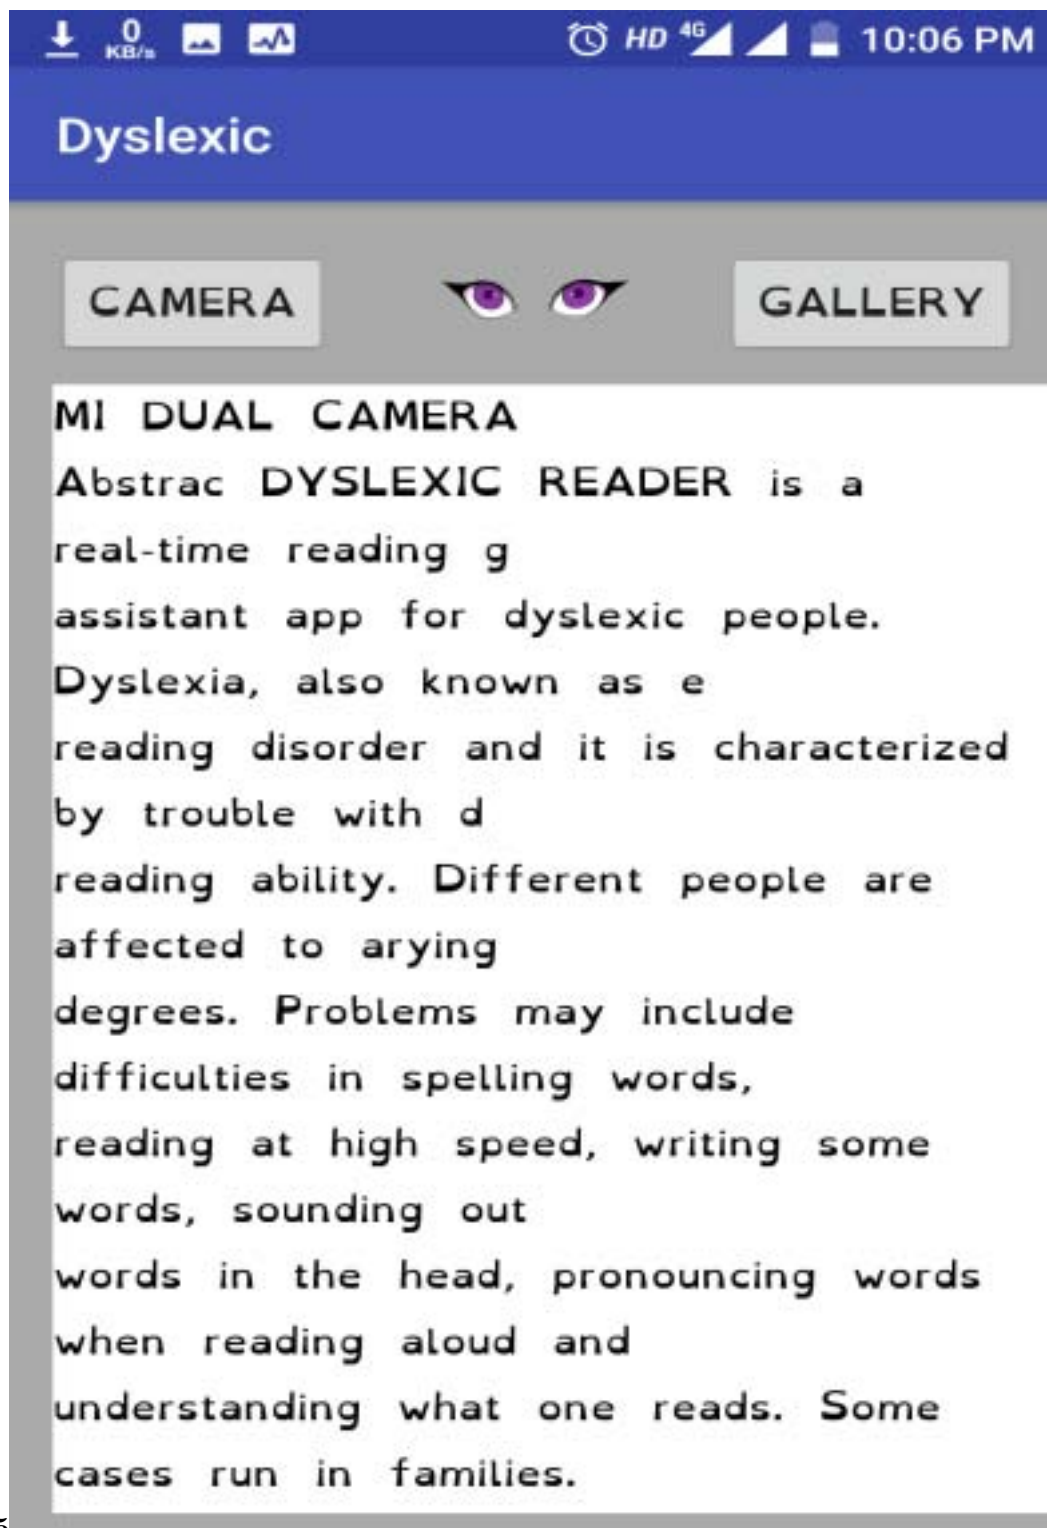 0 KB/s HD 4G 10:06 PM
Dyslexic
CAMERA GALLERY
MI DUAL CAMERA
Abstrac DYSLEXIC READER is a
real-time reading g
assistant app for dyslexic people.
Dyslexia, also known as e
reading disorder and it is characterized
by trouble with d
reading ability. Different people are
affected to arying
degrees. Problems may include
difficulties in spelling words,
reading at high speed, writing some
words, sounding out
words in the head, pronouncing words
when reading aloud and
understanding what one reads. Some
cases run in families.